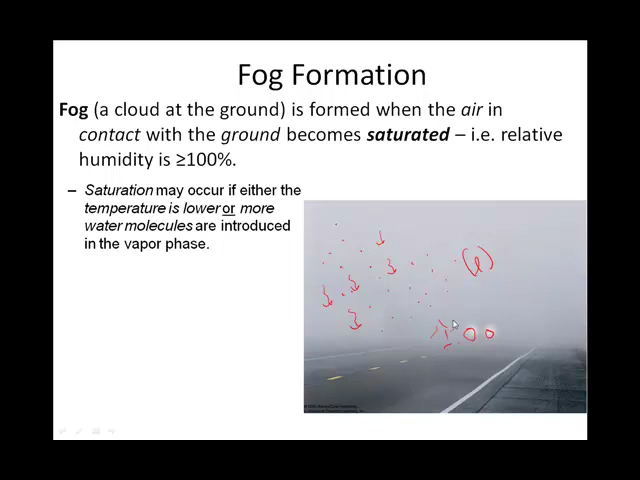 Fog Formation
Fog (a cloud at the ground) is formed when the air in
contact with the ground becomes saturated – i.e. relative
humidity is ≥100%.
– Saturation may occur if either the
temperature is lower or more
water molecules are introduced
in the vapor phase.
(l)
≥100